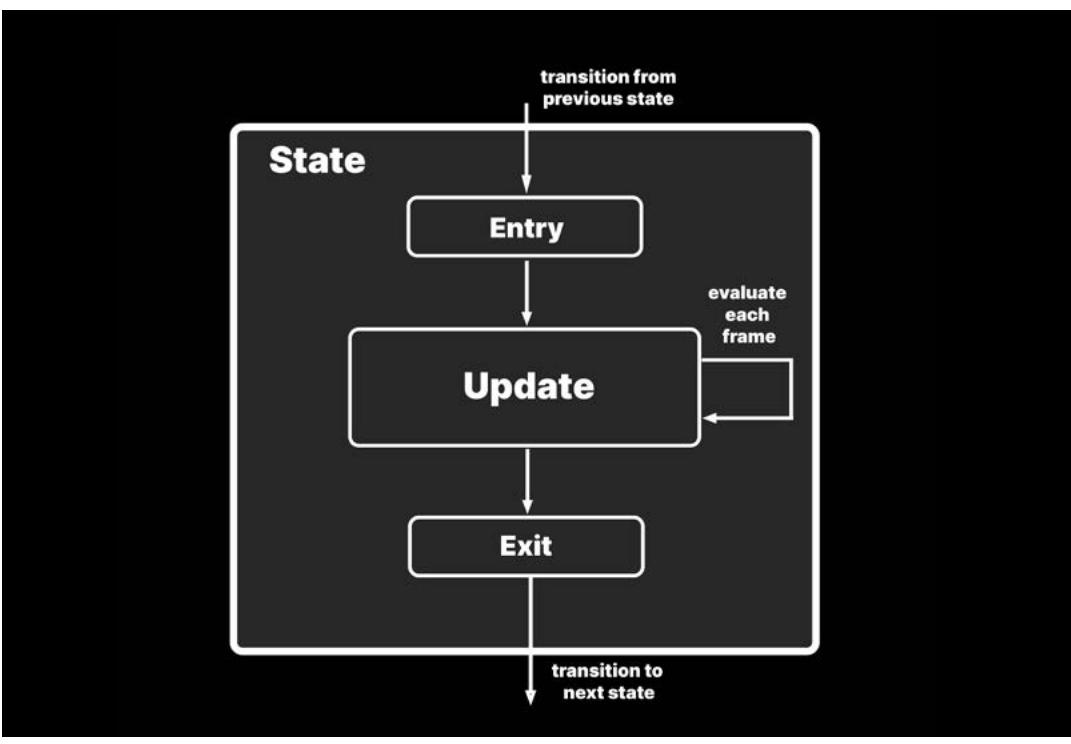 transition from
previous state
State
Entry
evaluate
each
frame
Update
Exit
transition to
next state